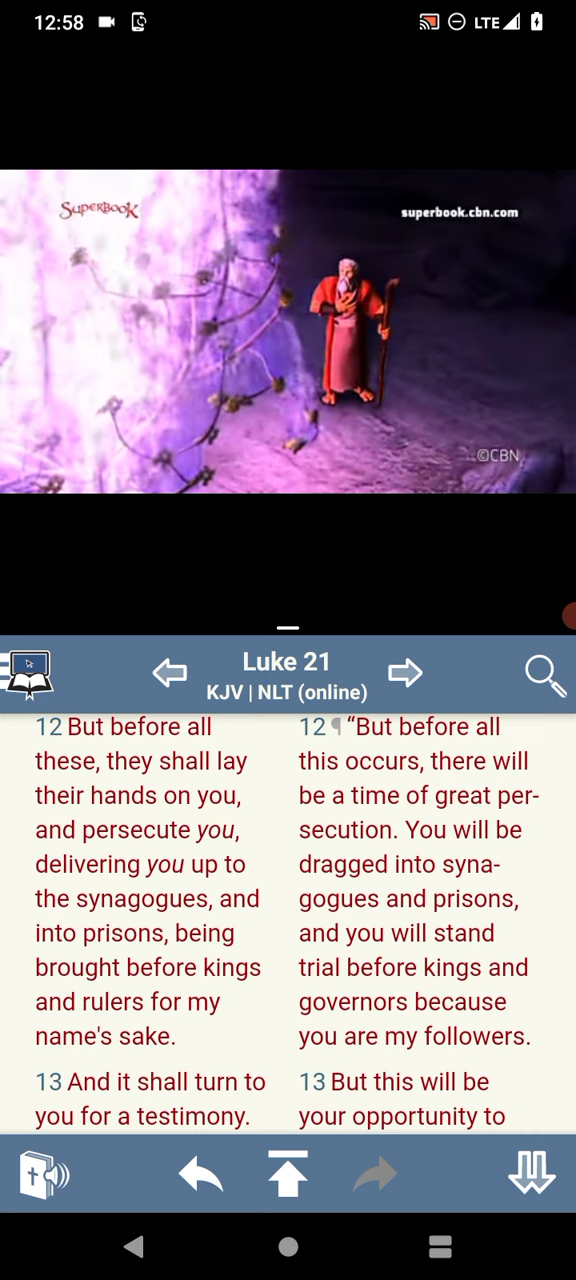 12:58
LTE
SUPERBOOK
superbook.cbn.com
©CBN
Luke 21
KJV | NLT (online)
12 But before all
these, they shall lay
their hands on you,
and persecute you,
delivering you up to
the synagogues, and
into prisons, being
brought before kings
and rulers for my
name's sake.
13 And it shall turn to
you for a testimony.
12 ¶ “But before all
this occurs, there will
be a time of great per-
secution. You will be
dragged into syna-
gogues and prisons,
and you will stand
trial before kings and
governors because
you are my followers.
13 But this will be
your opportunity to